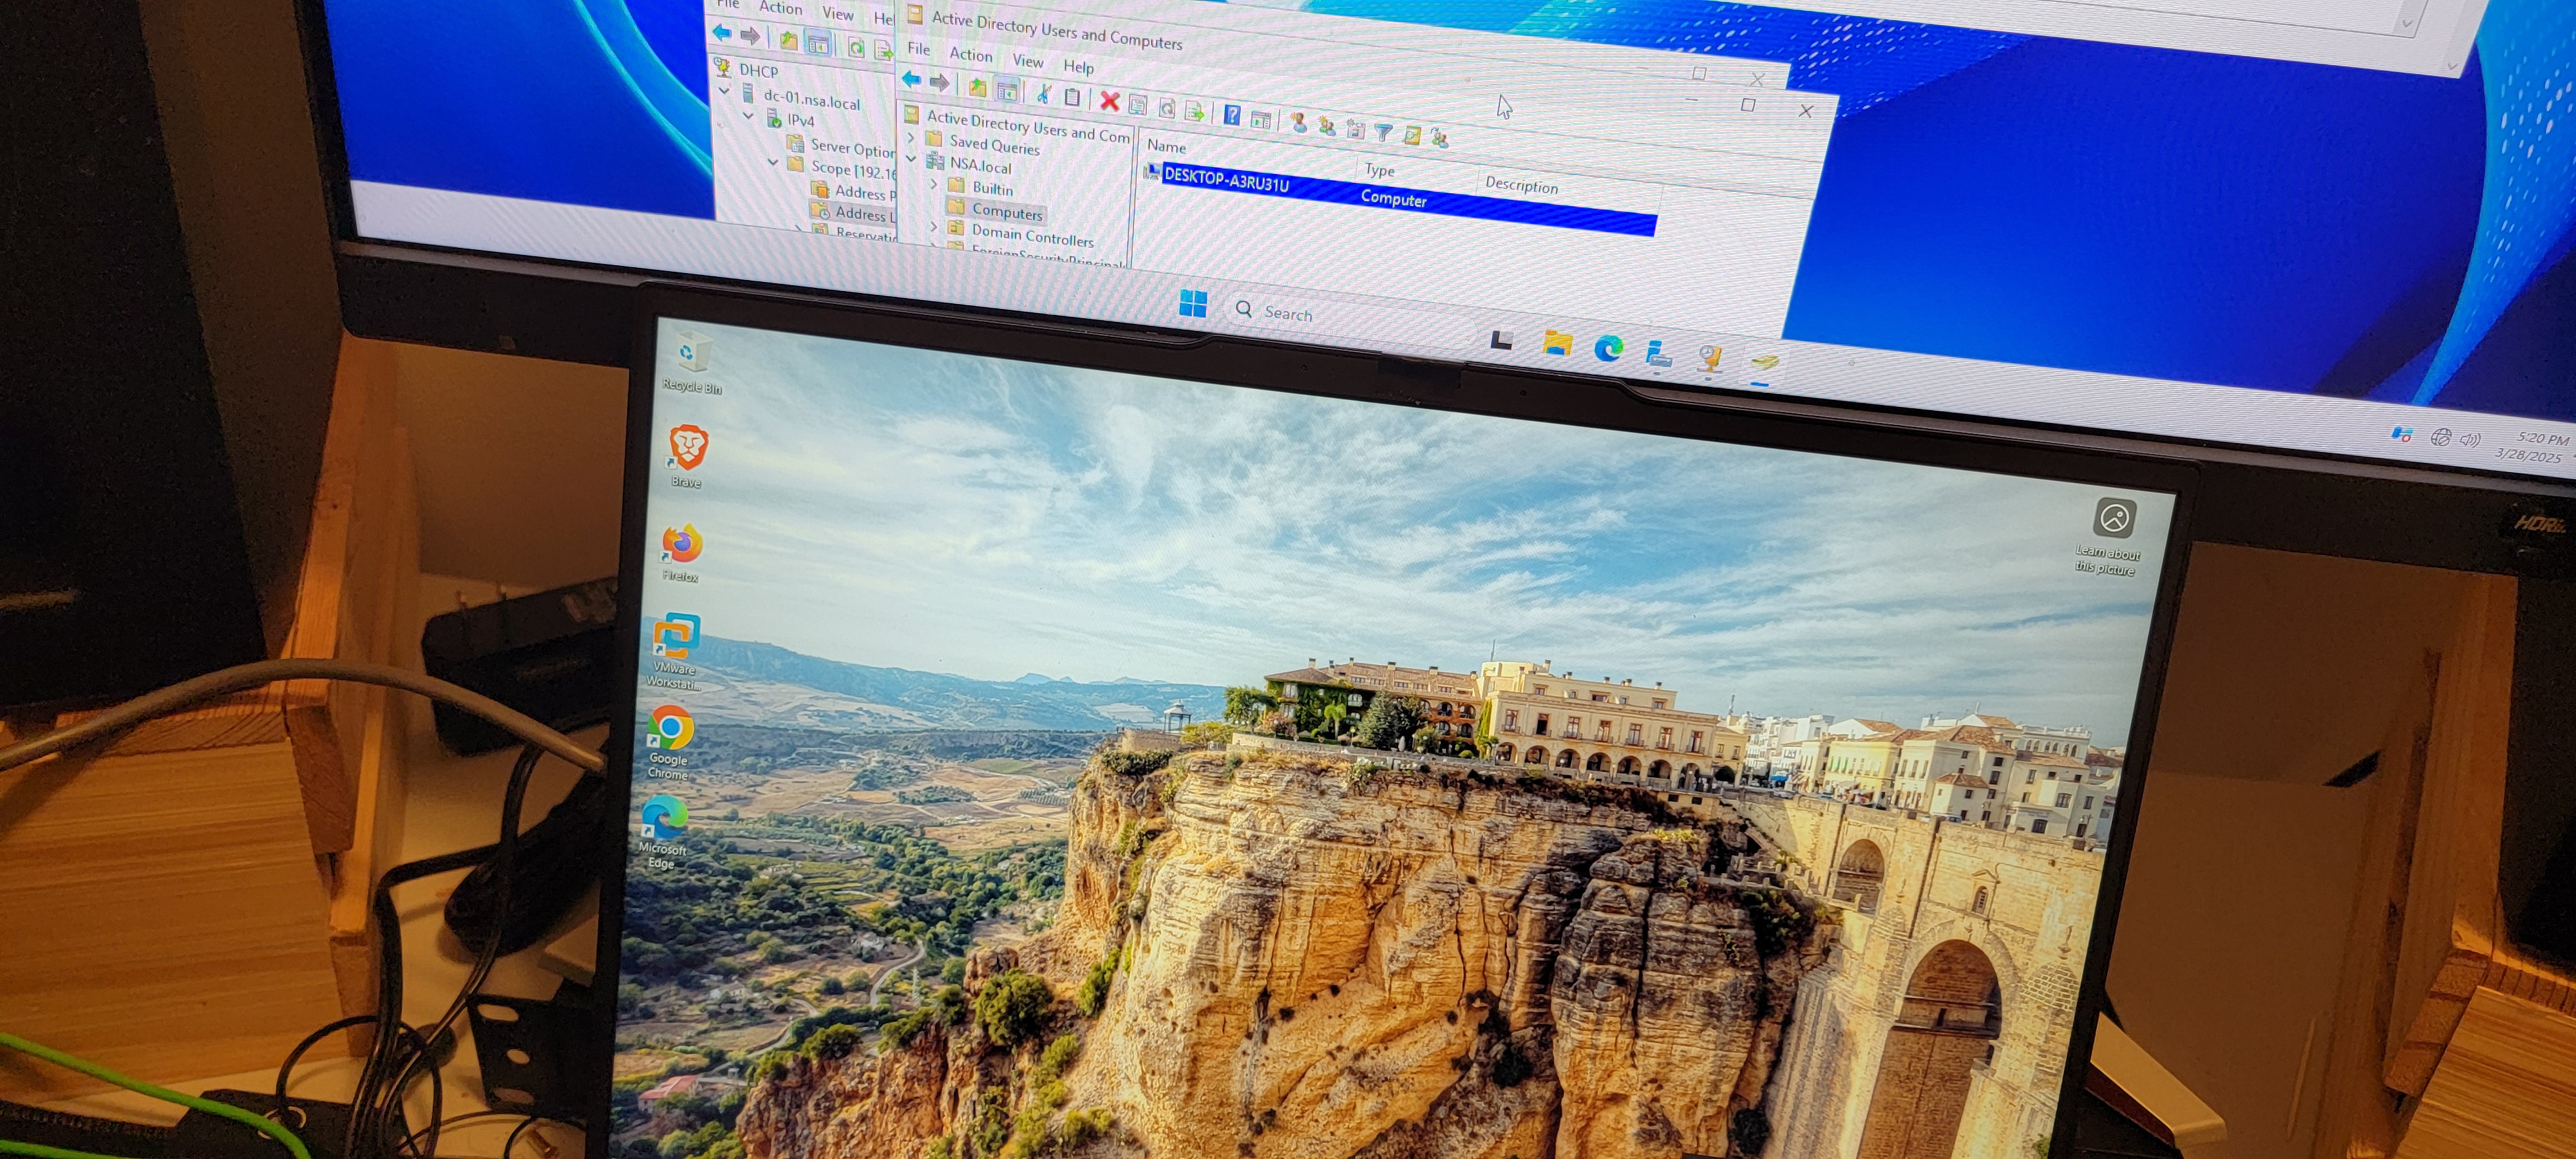 File Action View He
DHCP
dc-01.nsa.local
IPv4
Server Option
Scope [192.16
Address P
Address L
Reservatic
Active Directory Users and Computers
File Action View Help
Active Directory Users and Com
Saved Queries
NSA.local
Builtin
Computers
Domain Controllers
ForeignSecurityPrincipal
Name Type Description
DESKTOP-A3RU31U Computer
Search
5:20 PM
3/28/2025
Recycle Bin
Brave
Firefox
VMware
Workstati...
Google
Chrome
Microsoft
Edge
Learn about
this picture